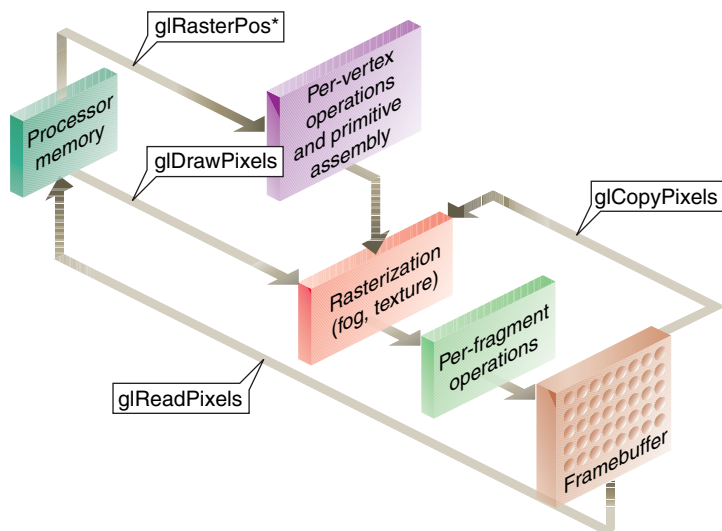 glRasterPos*
Processor
memory
Per-vertex
operations
and primitive
assembly
glDrawPixels
glCopyPixels
Rasterization
(fog, texture)
Per-fragment
operations
glReadPixels
Framebuffer